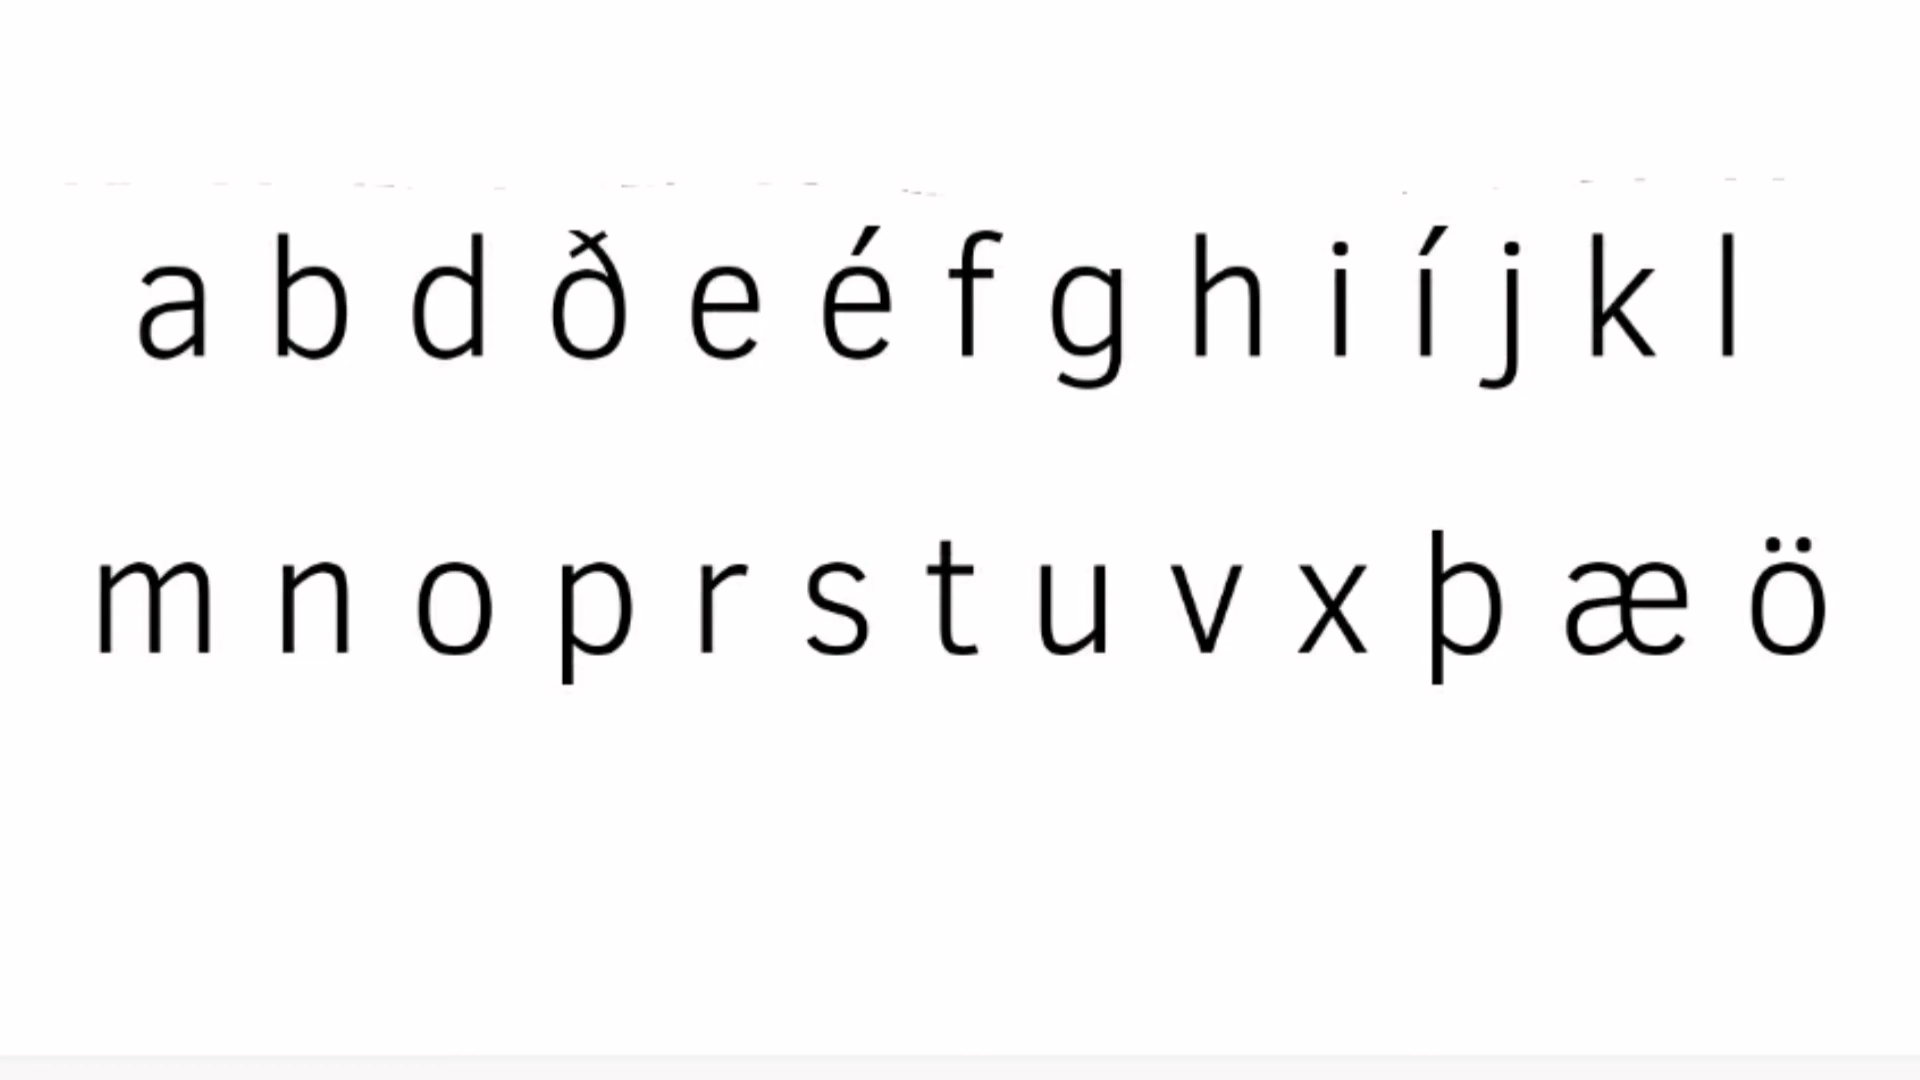 a b d ð e é f g h i í j k l
m n o p r s t u v x þ æ ö